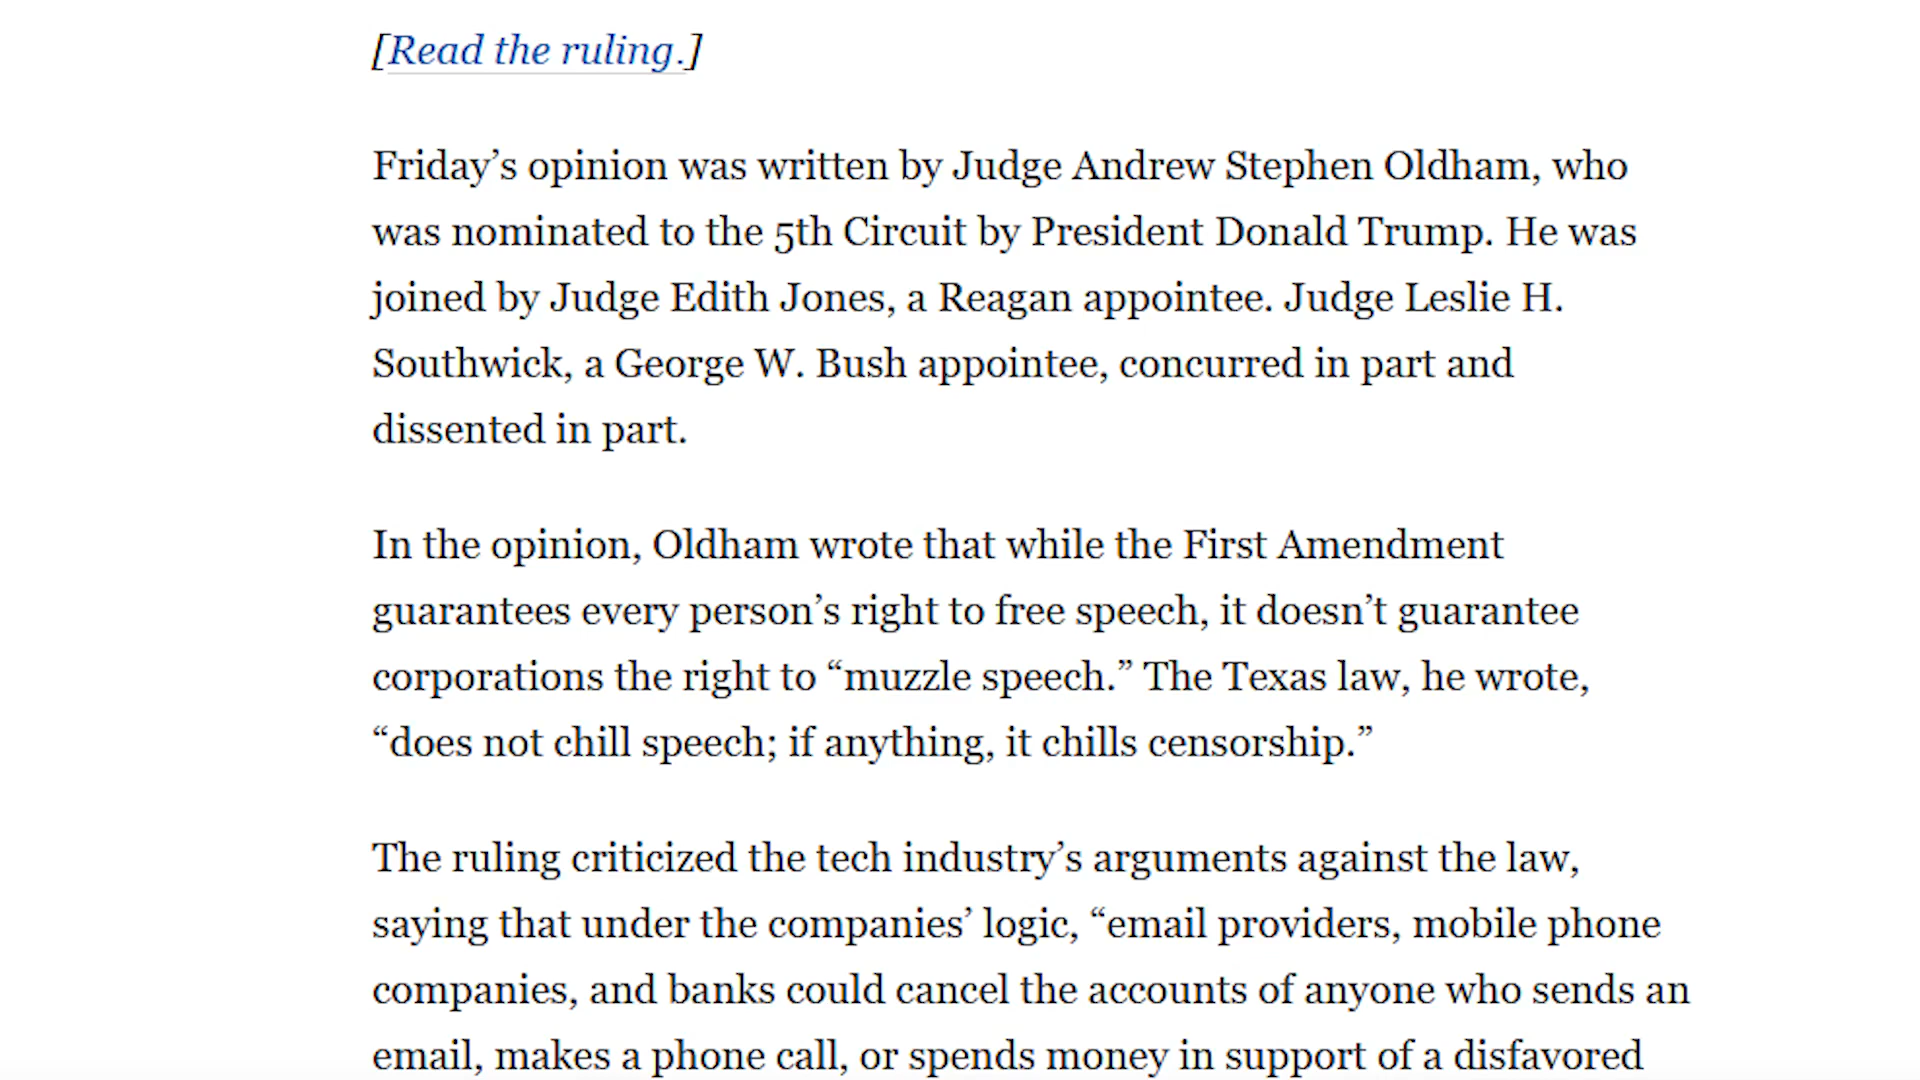 [Read the ruling.]
Friday’s opinion was written by Judge Andrew Stephen Oldham, who
was nominated to the 5th Circuit by President Donald Trump. He was
joined by Judge Edith Jones, a Reagan appointee. Judge Leslie H.
Southwick, a George W. Bush appointee, concurred in part and
dissented in part.
In the opinion, Oldham wrote that while the First Amendment
guarantees every person’s right to free speech, it doesn’t guarantee
corporations the right to “muzzle speech.” The Texas law, he wrote,
“does not chill speech; if anything, it chills censorship.”
The ruling criticized the tech industry’s arguments against the law,
saying that under the companies’ logic, “email providers, mobile phone
companies, and banks could cancel the accounts of anyone who sends an
email, makes a phone call, or spends money in support of a disfavored